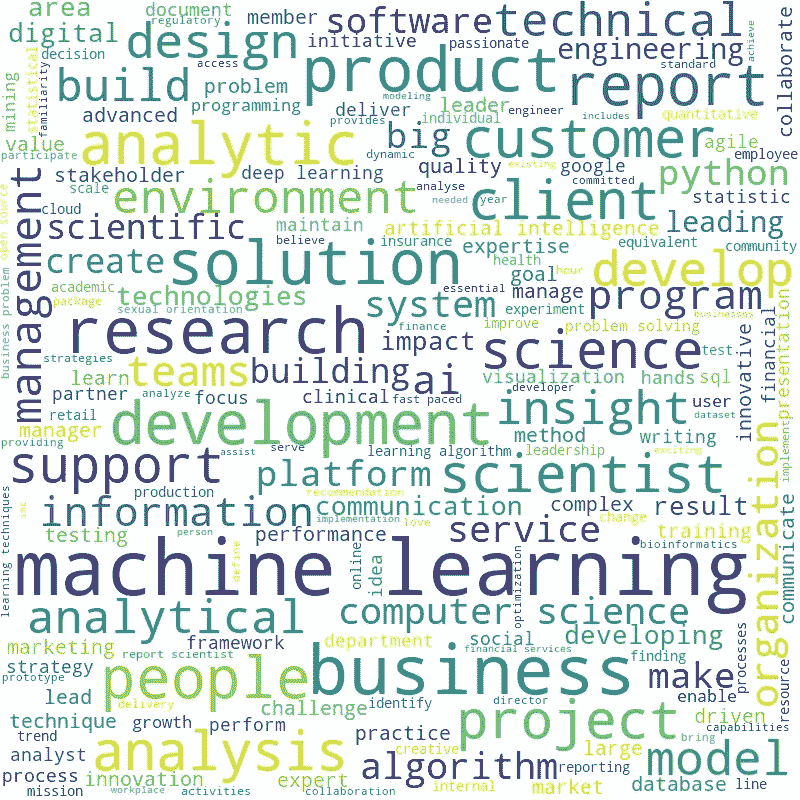 area
document
regulatory
member
software
technical
digital
design
decision
initiative
passionate
engineering
achieve
collaborate
access
product
standard
build
problem
report
mining
statistical
familiarity
programming
modeling
deliver
leader
engineer
includes
quantitative
advanced
provides
individual
value
analytic
big
customer
agile
participate
dynamic
existing
employee
stakeholder
deep learning
quality
google
python
scale
analyse
committed
client
statistic
management
cloud
environment
needed
year
open source
scientific
maintain
artificial intelligence
leading
believe
insurance
expertise
equivalent
community
create
solution
health
goal
hour
develop
academic
essential
manage
package
technologies
system
experiment
program
business problem
sexual orientation
finance
improve
problem solving
businesses
research
impact
science
test
innovative
financial
presentation
strategies
teams
building
ai
visualization
hands
sql
learn
developer
partner
analyze
focus
clinical
fast paced
insight
user
dataset
retail
development
manager
method
writing
implement
providing
assist
serve
learning algorithm
leadership
exciting
support
platform
scientist
organization
production
recommendation
learning techniques
inc
information
implementation
communication
complex
result
love
change
communicate
testing
person
performance
service
training
define
online
idea
optimization
bioinformatics
machine learning
analytical
computer science
marketing
framework
department
social
developing
report scientist
financial services
finding
processes
strategy
prototype
people
business
make
resource
lead
delivery
challenge
identify
director
enable
capabilities
technique
growth
perform
practice
project
driven
bring
trend
analysis
creative
large
model
analyst
algorithm
reporting
process
innovation
expert
internal
market
database
line
mission
workplace
activities
collaboration